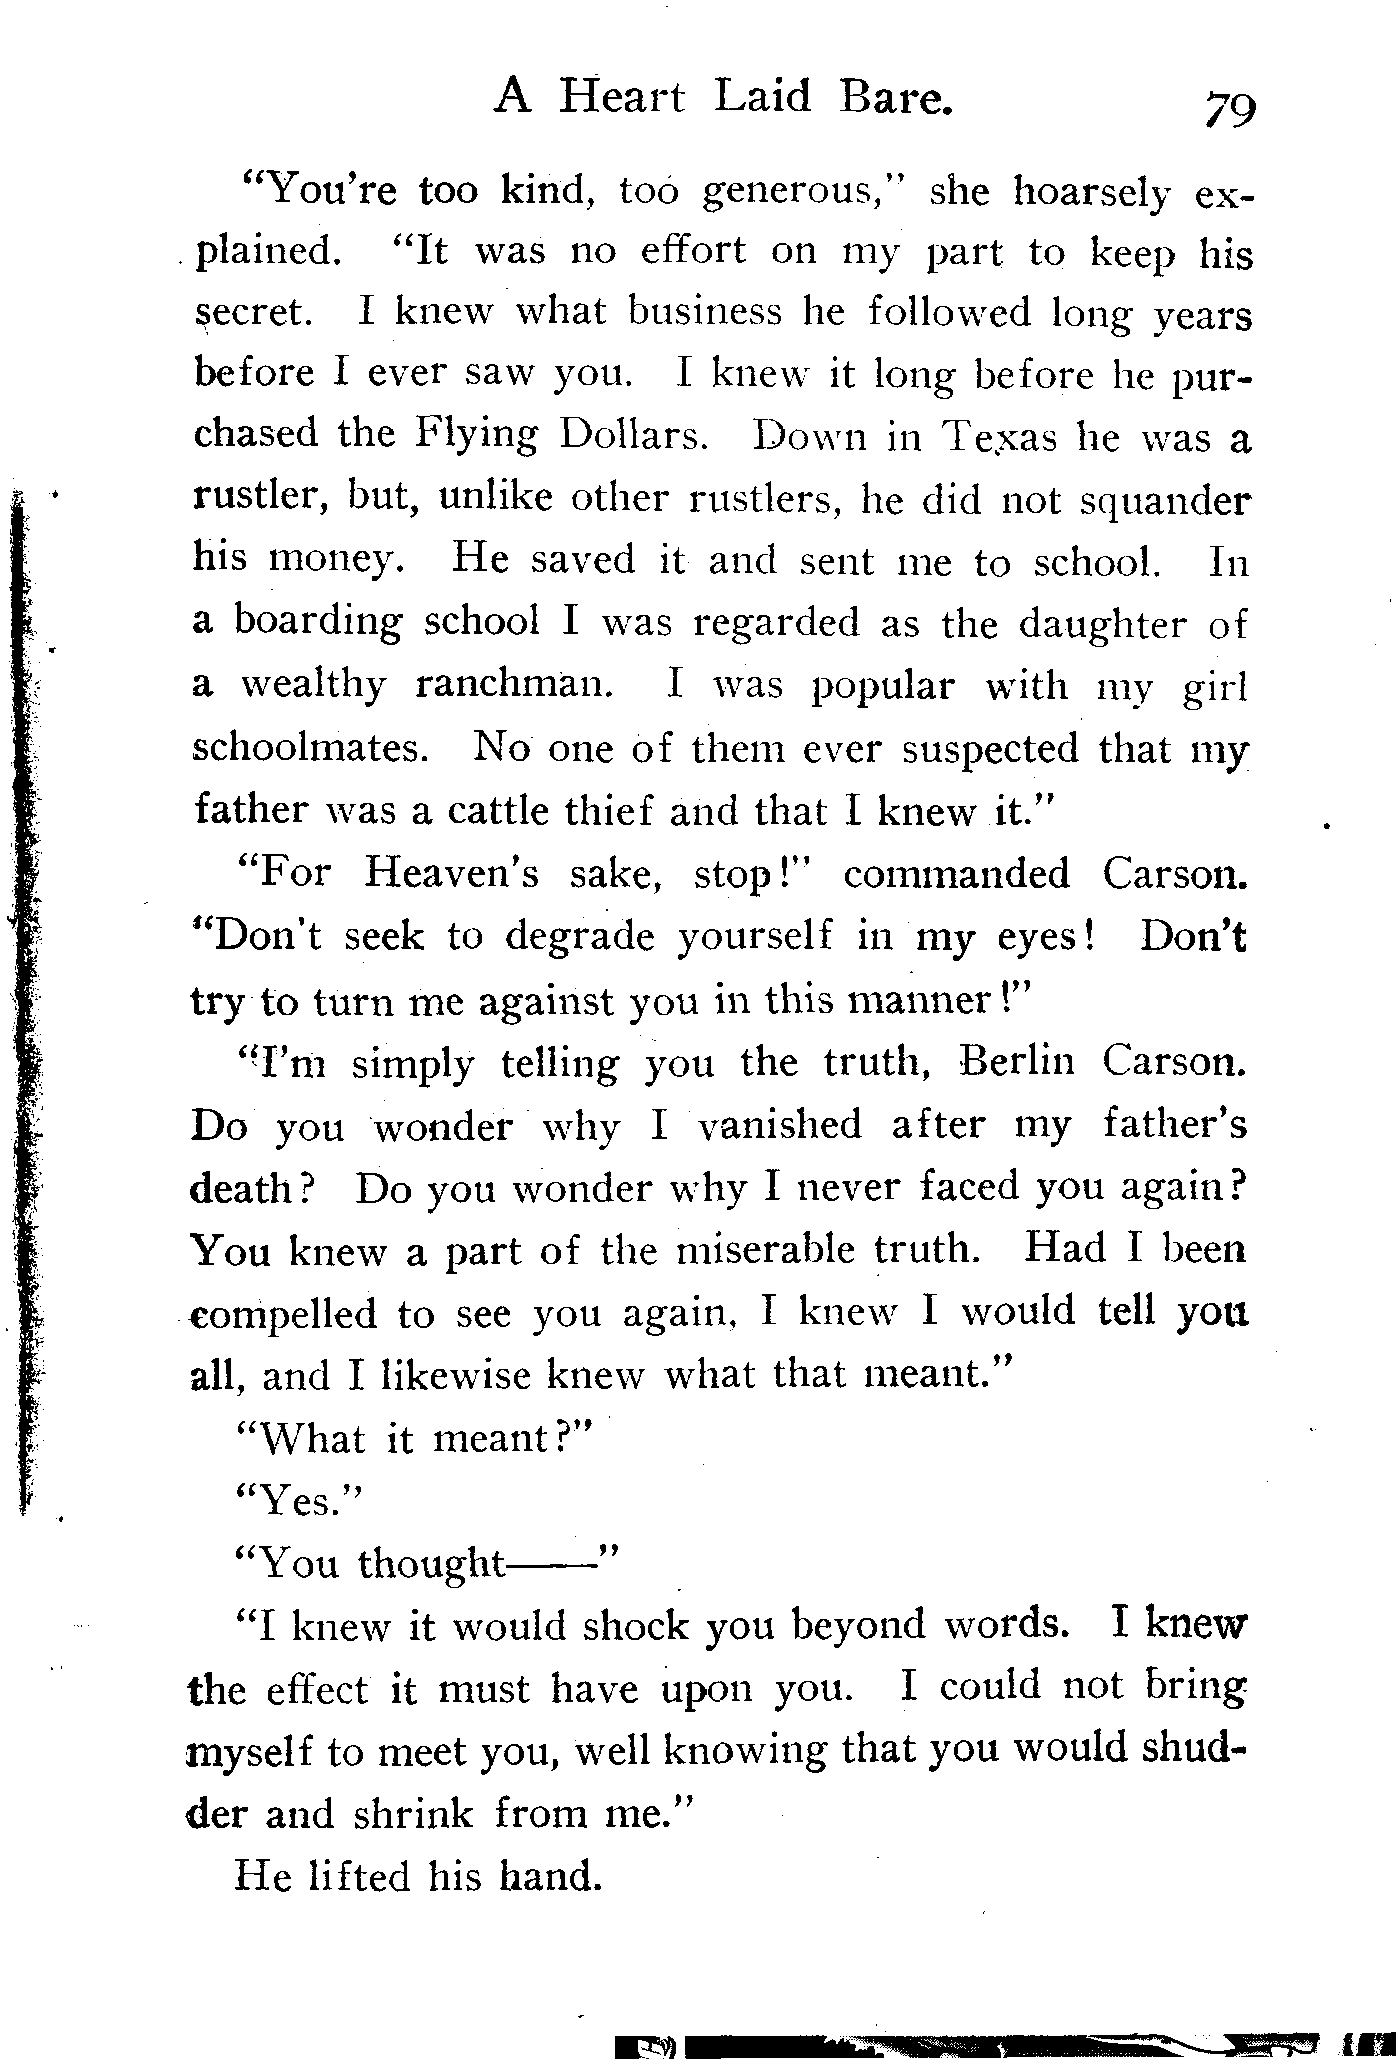 A Heart Laid Bare. 79
"You're too kind, too generous," she hoarsely ex-
plained. "It was no effort on my part to keep his
secret. I knew what business he followed long years
before I ever saw you. I knew it long before he pur-
chased the Flying Dollars. Down in Texas he was a
rustler, but, unlike other rustlers, he did not squander
his money. He saved it and sent me to school. In
a boarding school I was regarded as the daughter of
a wealthy ranchman. I was popular with my girl
schoolmates. No one of them ever suspected that my
father was a cattle thief and that I knew it."
"For Heaven's sake, stop!" commanded Carson.
"Don't seek to degrade yourself in my eyes! Don't
try to turn me against you in this manner!"
"I'm simply telling you the truth, Berlin Carson.
Do you wonder why I vanished after my father's
death? Do you wonder why I never faced you again?
You knew a part of the miserable truth. Had I been
compelled to see you again, I knew I would tell you
all, and I likewise knew what that meant."
"What it meant?"
"Yes."
"You thought——"
"I knew it would shock you beyond words. I knew
the effect it must have upon you. I could not bring
myself to meet you, well knowing that you would shud-
der and shrink from me."
He lifted his hand.